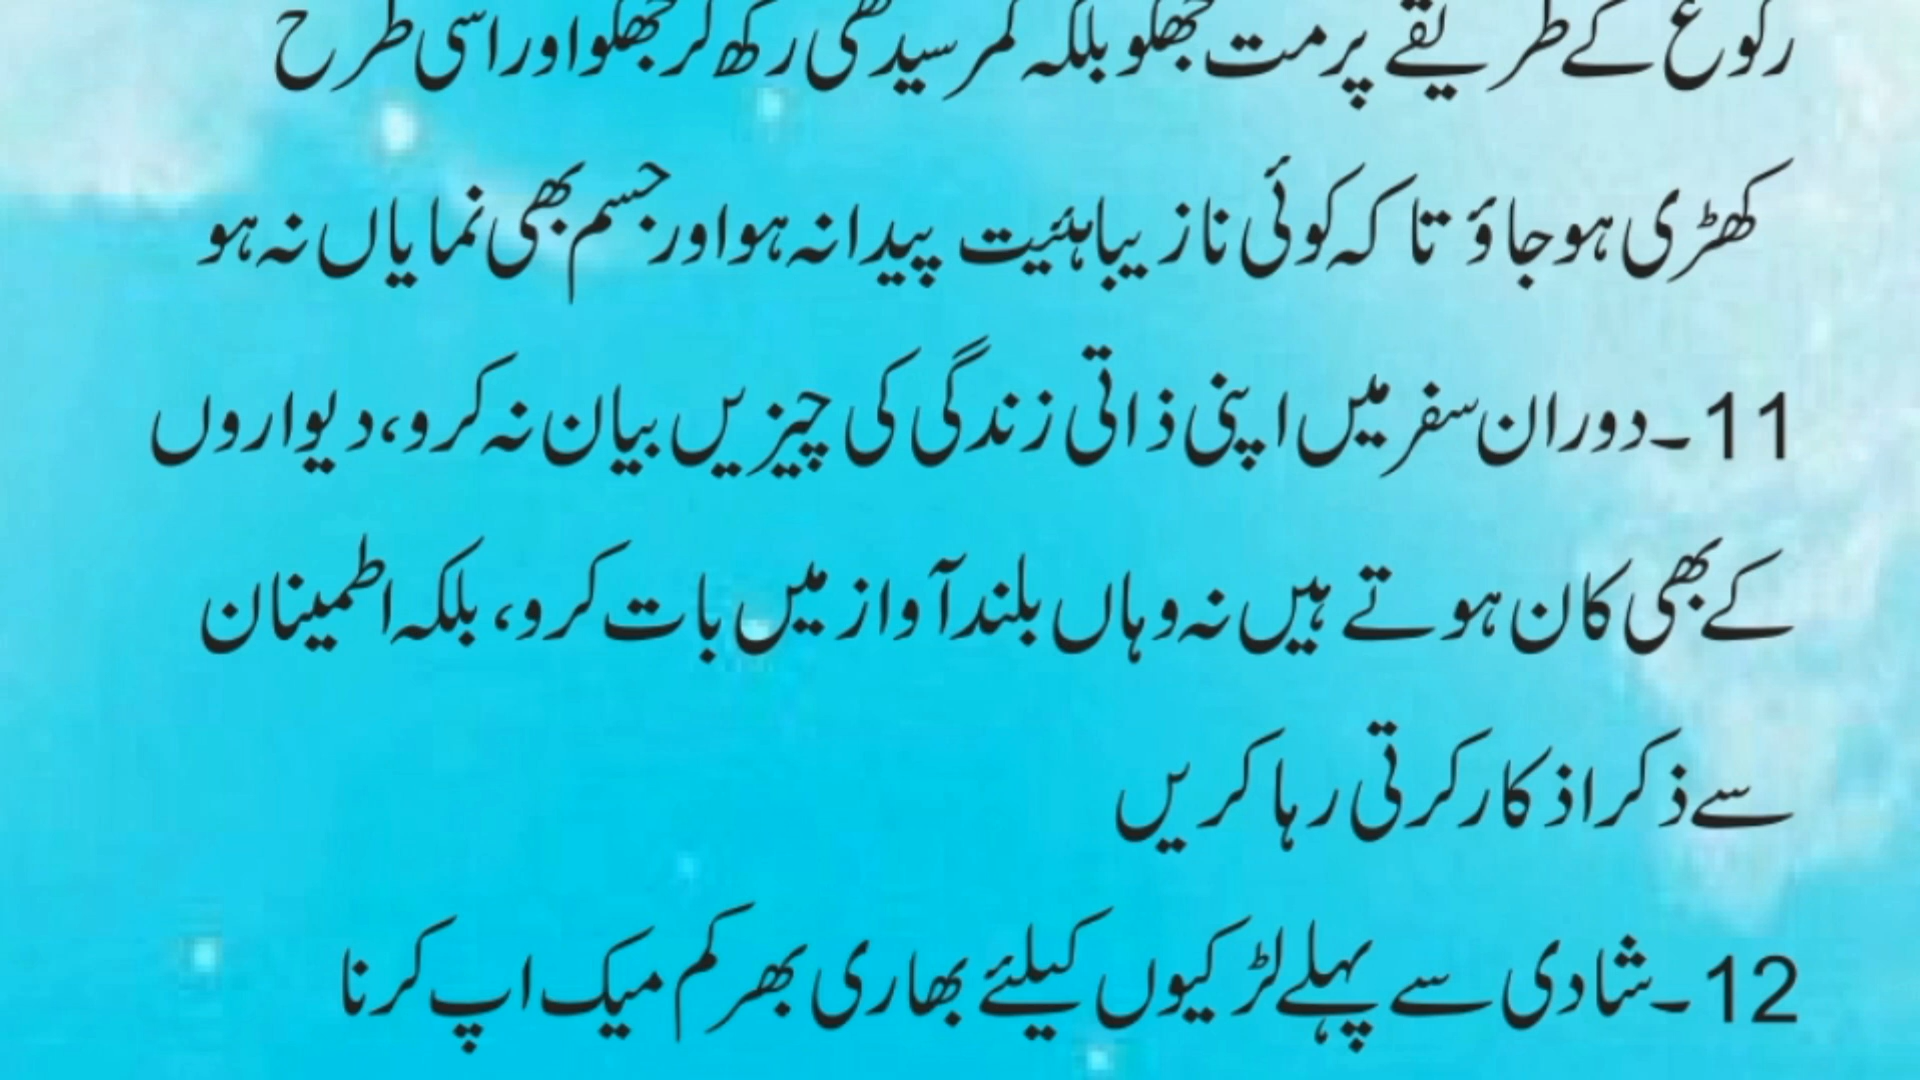 رکوع کے طریقے پر مت جھکو بلکہ کمر سیدھی رکھ کر جھکو اور اسی طرح
کھڑی ہو جاؤ تا کہ کوئی نازیبا ہئیت پیدا نہ ہو اور جسم بھی نمایاں نہ ہو
11۔دوران سفر میں اپنی ذاتی زندگی کی چیزیں بیان نہ کرو، دیواروں
کے بھی کان ہوتے ہیں نہ وہاں بلند آواز میں بات کرو، بلکہ اطمینان
سے ذکر اذکار کرتی رہا کریں
12۔شادی سے پہلے لڑکیوں کیلئے بھاری بھر کم میک اپ کرنا